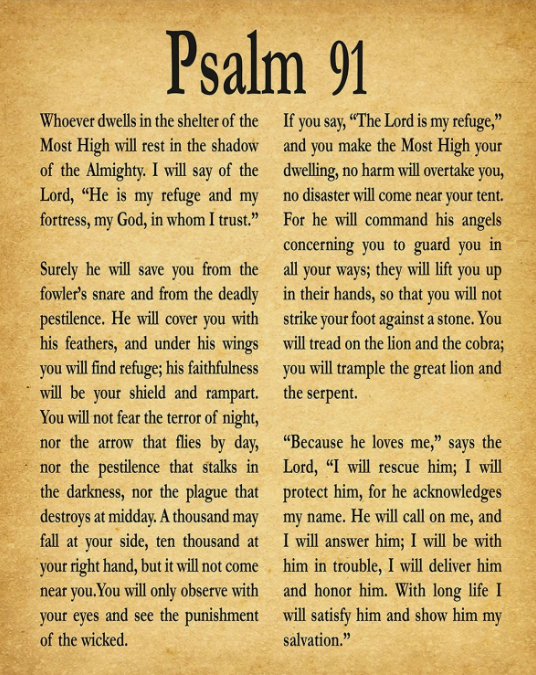 Psalm 91
Whoever dwells in the shelter of the
Most High will rest in the shadow
of the Almighty. I will say of the
Lord, “He is my refuge and my
fortress, my God, in whom I trust.”
Surely he will save you from the
fowler’s snare and from the deadly
pestilence. He will cover you with
his feathers, and under his wings
you will find refuge; his faithfulness
will be your shield and rampart.
You will not fear the terror of night,
nor the arrow that flies by day,
nor the pestilence that stalks in
the darkness, nor the plague that
destroys at midday. A thousand may
fall at your side, ten thousand at
your right hand, but it will not come
near you.You will only observe with
your eyes and see the punishment
of the wicked.
If you say, “The Lord is my refuge,”
and you make the Most High your
dwelling, no harm will overtake you,
no disaster will come near your tent.
For he will command his angels
concerning you to guard you in
all your ways; they will lift you up
in their hands, so that you will not
strike your foot against a stone. You
will tread on the lion and the cobra;
you will trample the great lion and
the serpent.
“Because he loves me,” says the
Lord, “I will rescue him; I will
protect him, for he acknowledges
my name. He will call on me, and
I will answer him; I will be with
him in trouble, I will deliver him
and honor him. With long life I
will satisfy him and show him my
salvation.”